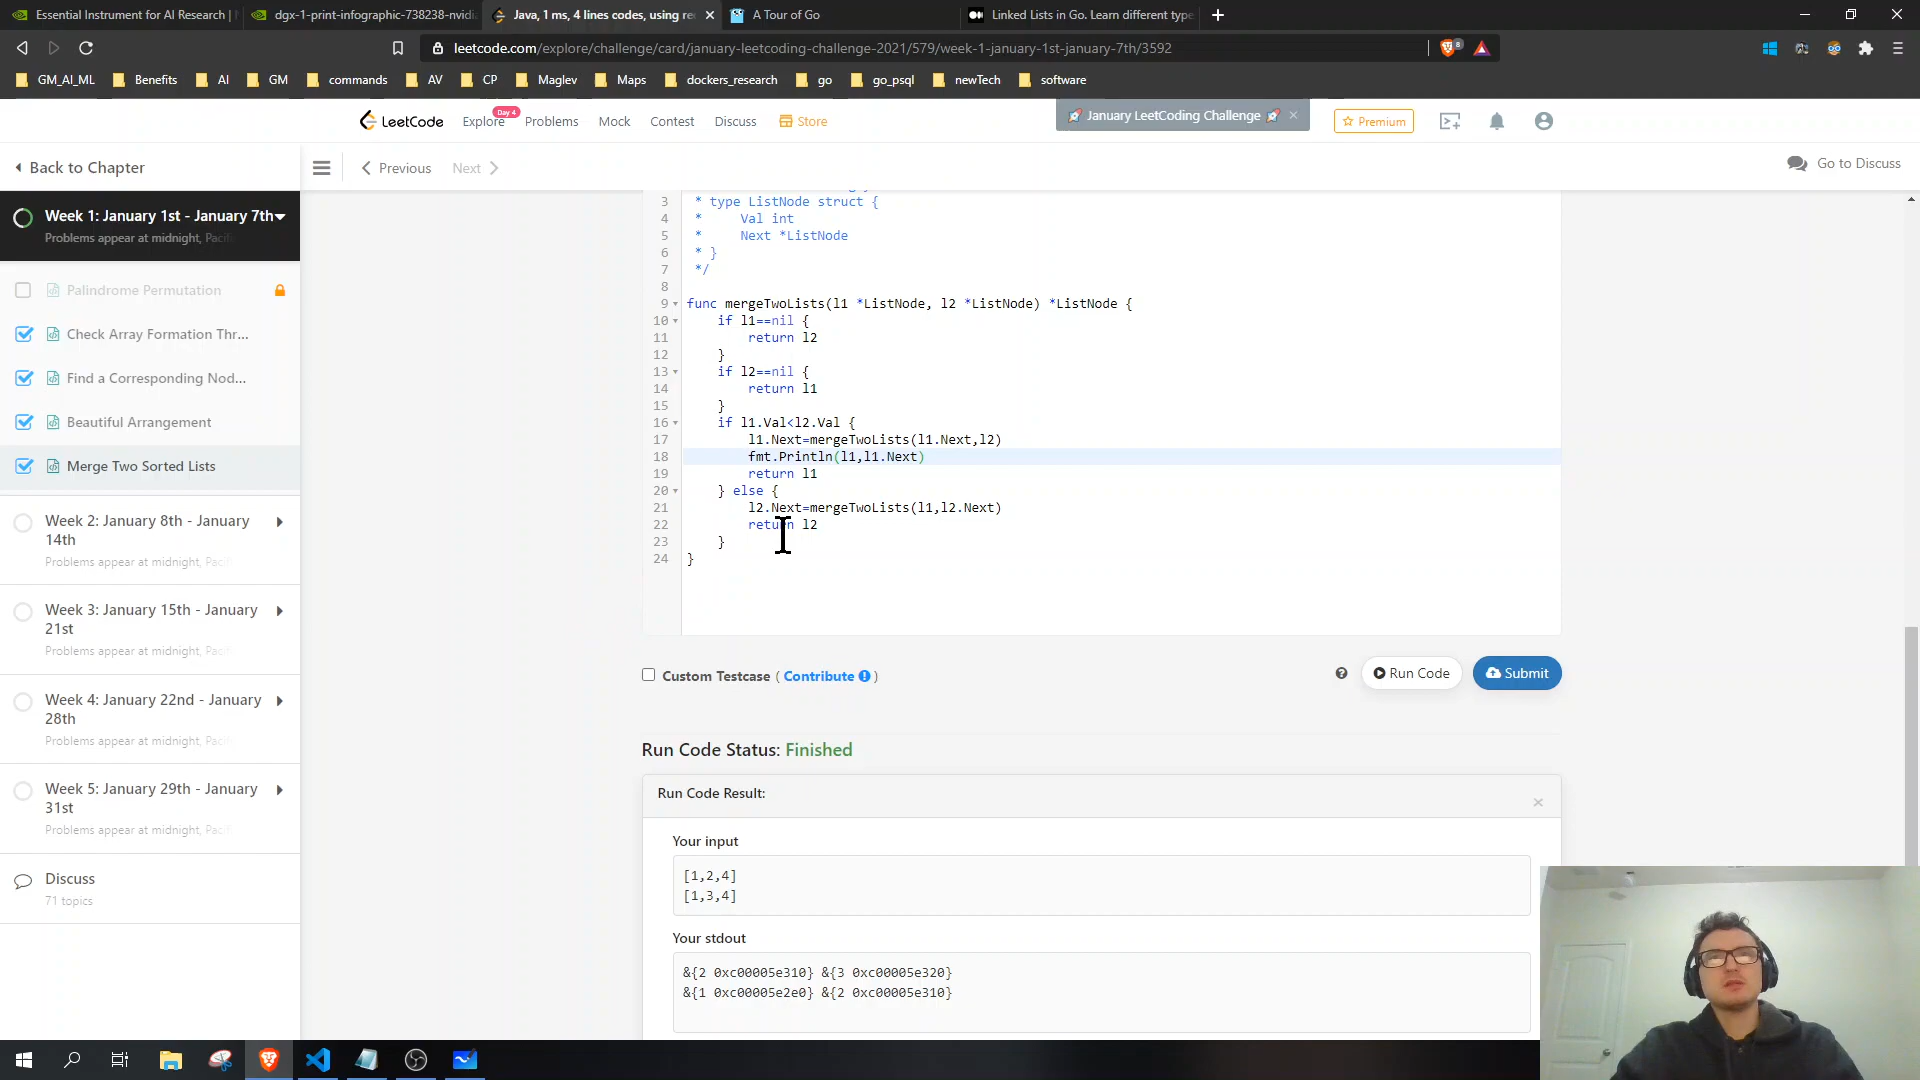 Essential Instrument for AI Research |
dgx-1-print-infographic-738238-nvidi
Java, 1 ms, 4 lines codes, using re
A Tour of Go
Linked Lists in Go. Learn different type
leetcode.com/explore/challenge/card/january-leetcoding-challenge-2021/579/week-1-january-1st-january-7th/3592
8
GM_AI_ML
Benefits
AI
GM
commands
AV
CP
Maglev
Maps
dockers_research
go
go_psql
newTech
software
LeetCode
Explore
Day 4
Problems
Mock
Contest
Discuss
Store
January LeetCoding Challenge
Premium
Back to Chapter
Previous
Next
Go to Discuss
Week 1: January 1st - January 7th
Problems appear at midnight, Pacif
Palindrome Permutation
Check Array Formation Thr...
Find a Corresponding Nod...
Beautiful Arrangement
Merge Two Sorted Lists
Week 2: January 8th - January
14th
Problems appear at midnight, Pacif
Week 3: January 15th - January
21st
Problems appear at midnight, Pacif
Week 4: January 22nd - January
28th
Problems appear at midnight, Pacif
Week 5: January 29th - January
31st
Problems appear at midnight, Pacif
Discuss
71 topics
3 * type ListNode struct {
4 *     Val int
5 *     Next *ListNode
6 * }
7 */
8
9 func mergeTwoLists(l1 *ListNode, l2 *ListNode) *ListNode {
10     if l1==nil {
11         return l2
12     }
13     if l2==nil {
14         return l1
15     }
16     if l1.Val<l2.Val {
17         l1.Next=mergeTwoLists(l1.Next,l2)
18         fmt.Println(l1,l1.Next)
19         return l1
20     } else {
21         l2.Next=mergeTwoLists(l1,l2.Next)
22         return l2
23     }
24 }
Custom Testcase ( Contribute )
Run Code
Submit
Run Code Status: Finished
Run Code Result:
Your input
[1,2,4]
[1,3,4]
Your stdout
&{2 0xc00005e310} &{3 0xc00005e320}
&{1 0xc00005e2e0} &{2 0xc00005e310}